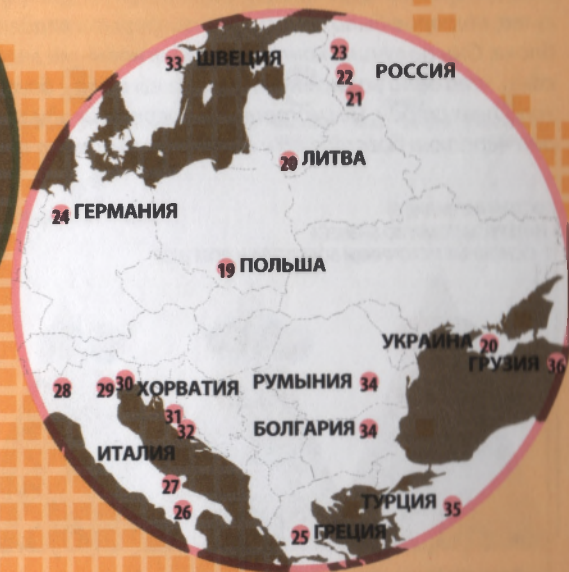 33 ШВЕЦИЯ
23
22
РОССИЯ
21
20 ЛИТВА
24 ГЕРМАНИЯ
19 ПОЛЬША
УКРАИНА 20
ГРУЗИЯ 36
28 29 30 ХОРВАТИЯ
РУМЫНИЯ 34
31
32
БОЛГАРИЯ 34
ИТАЛИЯ
27
26
ТУРЦИЯ 35
25 ГРЕЦИЯ